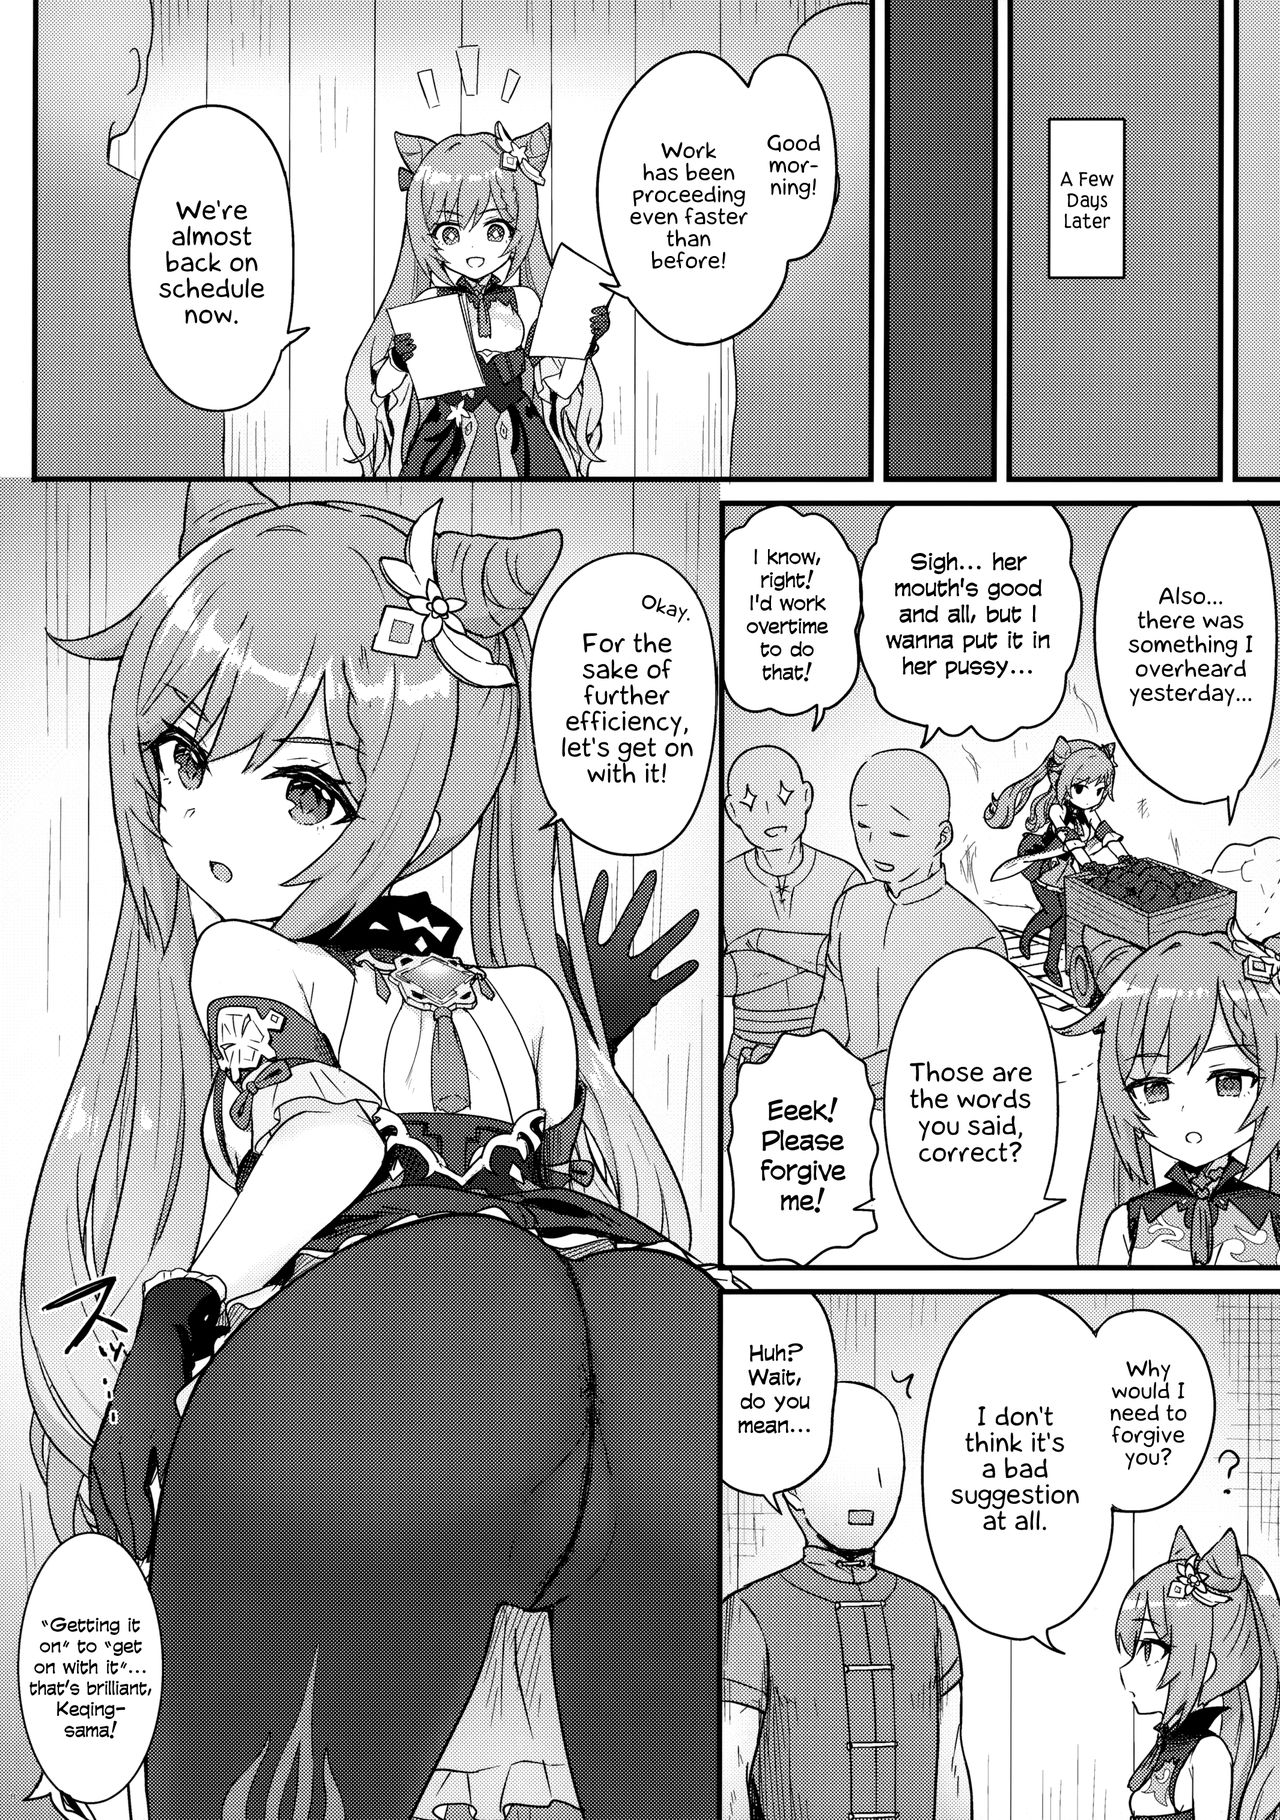 A Few
Days
Later
Good
mor-
ning!
Work
has been
proceeding
even faster
than
before!
We're
almost
back on
schedule
now.
Also...
there was
something I
overheard
yesterday...
Sigh... her
mouth's good
and all, but I
wanna put it in
her pussy...
I know,
right!
I'd work
overtime
to do
that!
Those are
the words
you said,
correct?
Eeek!
Please
forgive
me!
Why
would I
need to
forgive
you?
?
I don't
think it's
a bad
suggestion
at all.
Huh?
Wait,
do you
mean...
Okay.
For the
sake of
further
efficiency,
let's get on
with it!
スッ…
"Getting it
on" to "get
on with it"...
that's brilliant,
Keqing-
sama!